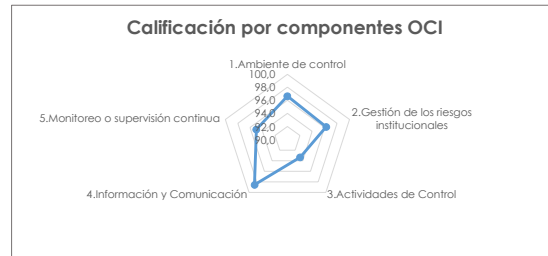 Calificación por componentes OCI
1.Ambiente de control
100,0
98,0
96,0
94,0
92,0
90,0
2.Gestión de los riesgos
institucionales
3.Actividades de Control
4.Información y Comunicación
5.Monitoreo o supervisión continua